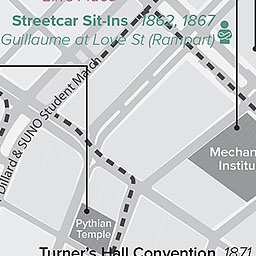 Streetcar Sit-Ins 1862, 1867
Guillaume at Love St (Rampart)
Dillard & SUNO Student March
Mechan
Institu
Pythian
Temple
Turner's Hall Convention 1871